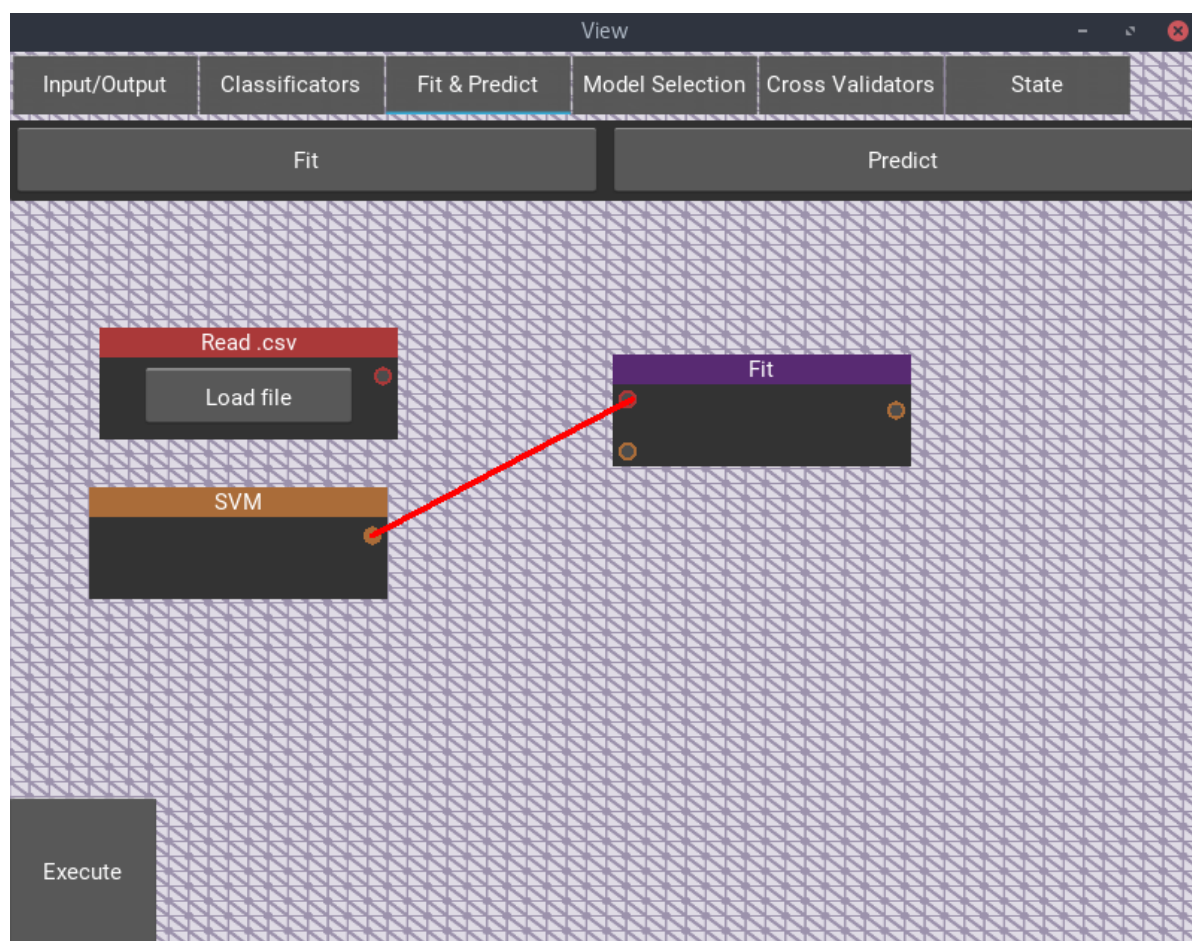 View
Input/Output Classificators Fit & Predict Model Selection Cross Validators State
Fit Predict
Read .csv
Load file
Fit
SVM
Execute